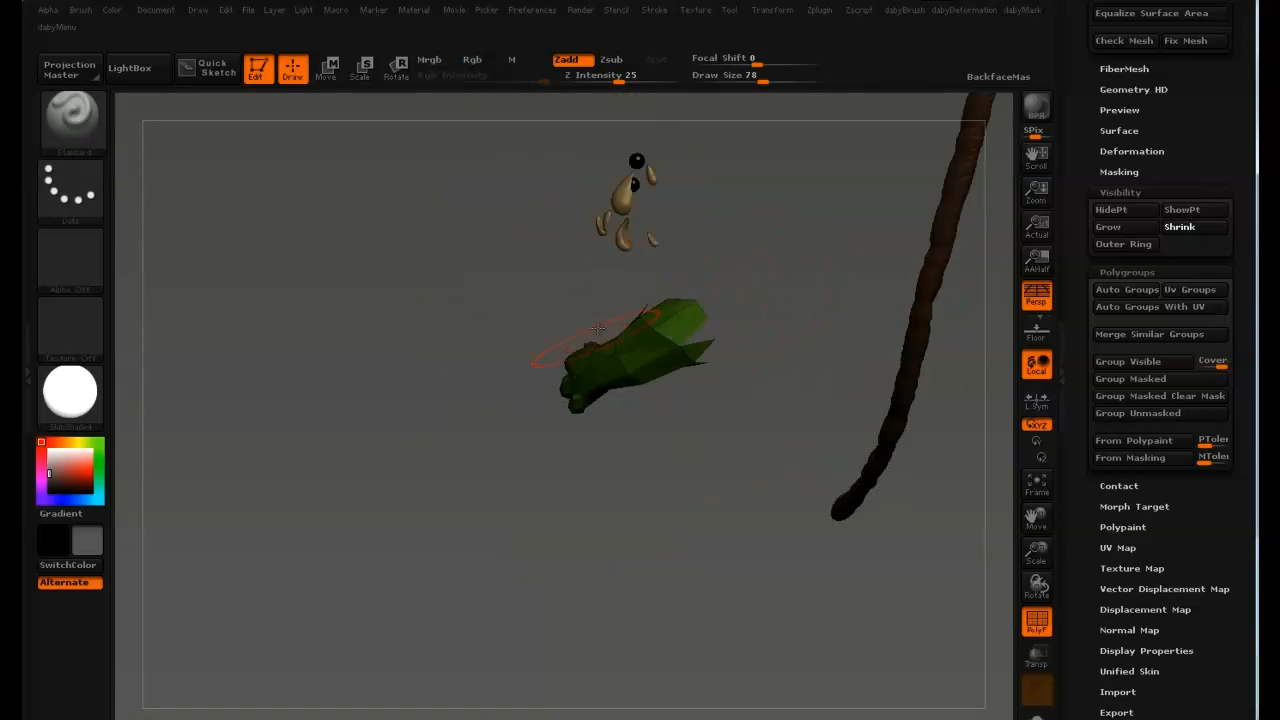 Alpha Brush Color Document Draw Edit File Layer Light Macro Marker Material Movie Picker Preferences Render Stencil Stroke Texture Tool Transform Zplugin Zscript dabyBrush dabyDeformation dabyMask
dabyMenu
Projection Master
LightBox
Quick Sketch
Edit
Draw
Move
Scale
Rotate
Mrgb Rgb M
Rgb Intensity
Zadd Zsub
Z Intensity 25
Focal Shift 0
Draw Size 78
BackfaceMas
Standard
Dots
Alpha Off
Texture Off
SkinShade4
Gradient
SwitchColor
Alternate
BPR
SPix
Scroll
Zoom
Actual
AAHalf
Persp
Floor
Local
L.Sym
XYZ
Frame
Move
Scale
Rotate
PolyF
Transp
Equalize Surface Area
Check Mesh Fix Mesh
FiberMesh
Geometry HD
Preview
Surface
Deformation
Masking
Visibility
HidePt ShowPt
Grow Shrink
Outer Ring
Polygroups
Auto Groups Uv Groups
Auto Groups With UV
Merge Similar Groups
Group Visible Cover
Group Masked
Group Masked Clear Mask
Group Unmasked
From Polypaint PToler
From Masking MToler
Contact
Morph Target
Polypaint
UV Map
Texture Map
Vector Displacement Map
Displacement Map
Normal Map
Display Properties
Unified Skin
Import
Export